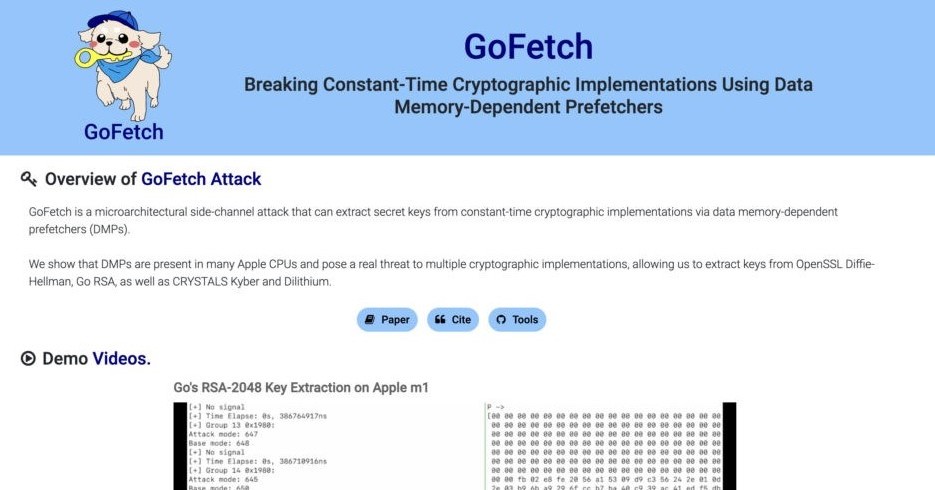 GoFetch
GoFetch
Breaking Constant-Time Cryptographic Implementations Using Data
Memory-Dependent Prefetchers
Overview of GoFetch Attack
GoFetch is a microarchitectural side-channel attack that can extract secret keys from constant-time cryptographic implementations via data memory-dependent
prefetchers (DMPs).
We show that DMPs are present in many Apple CPUs and pose a real threat to multiple cryptographic implementations, allowing us to extract keys from OpenSSL Diffie-
Hellman, Go RSA, as well as CRYSTALS Kyber and Dilithium.
Paper
Cite
Tools
Demo Videos.
Go's RSA-2048 Key Extraction on Apple m1
[+] No signal
[+] Time Elapse: 0s, 386764917ns
[+] Group 13 0x1980:
Attack mode: 647
Base mode: 648
[+] No signal
[+] Time Elapse: 0s, 386710916ns
[+] Group 14 0x1980:
Attack mode: 645
Base mode: 650
P ->
[00 00 00 00 00 00 00 00 00 00 00 00 00 00 00 00 00 00
00 00 00 00 00 00 00 00 00 00 00 00 00 00 00 00 00 00
00 00 00 00 00 00 00 00 00 00 00 00 00 00 00 00 00 00
00 00 00 00 00 00 00 00 00 00 00 00 00 00 00 00 00 00
00 00 00 00 00 00 00 00 00 00 00 00 00 00 00 00 00 00
00 00 00 00 00 00 00 00 00 00 00 00 00 00 00 00 00 00
00 00 00 00 00 00 00 00 00 00 00 00 00 00 00 00 00 00
00 00 fb 02 e8 fe 20 56 a1 53 09 d9 c3 56 24 2e 01 0d